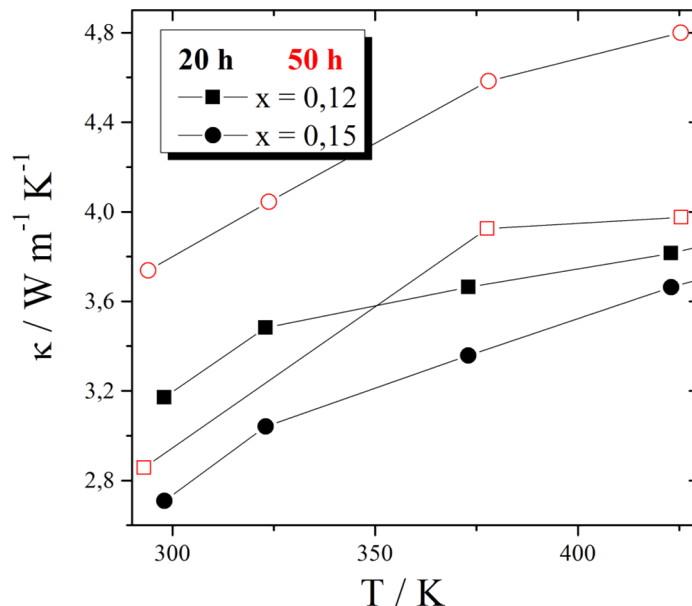 4,8
4,4
4,0
3,6
3,2
2,8
κ / W m⁻¹ K⁻¹
20 h 50 h
x = 0,12
x = 0,15
300 350 400
T / K